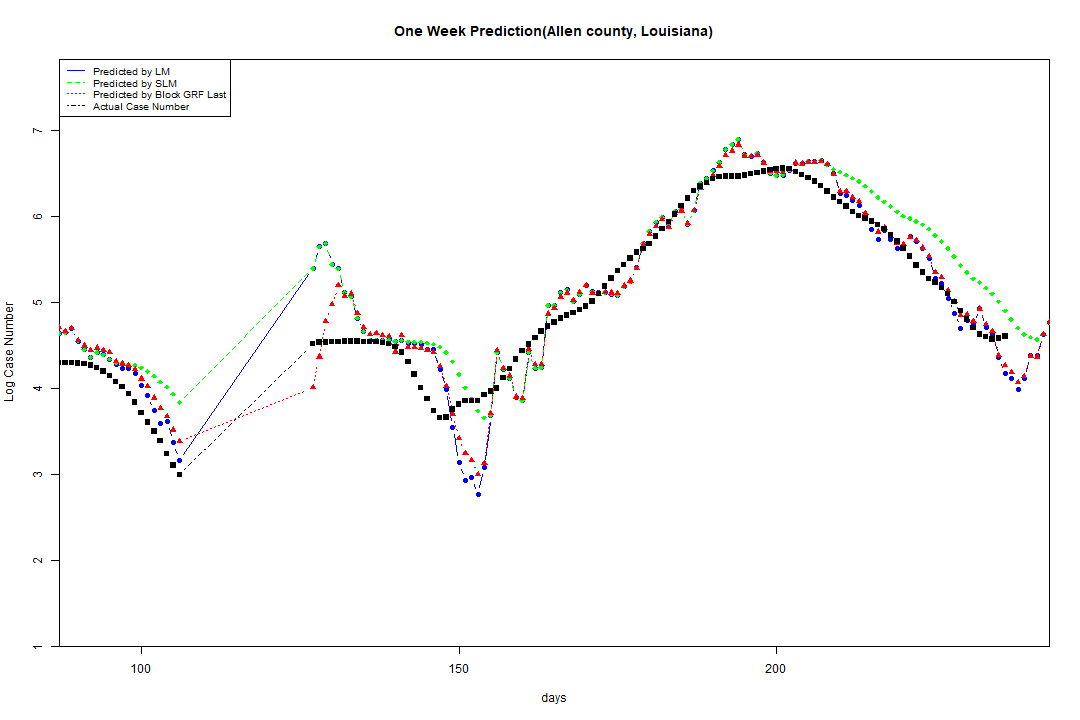 One Week Prediction(Allen county, Louisiana)
Predicted by LM
Predicted by SLM
Predicted by Block GRF Last
Actual Case Number
Log Case Number
7
6
5
4
3
2
1
100 150 200
days